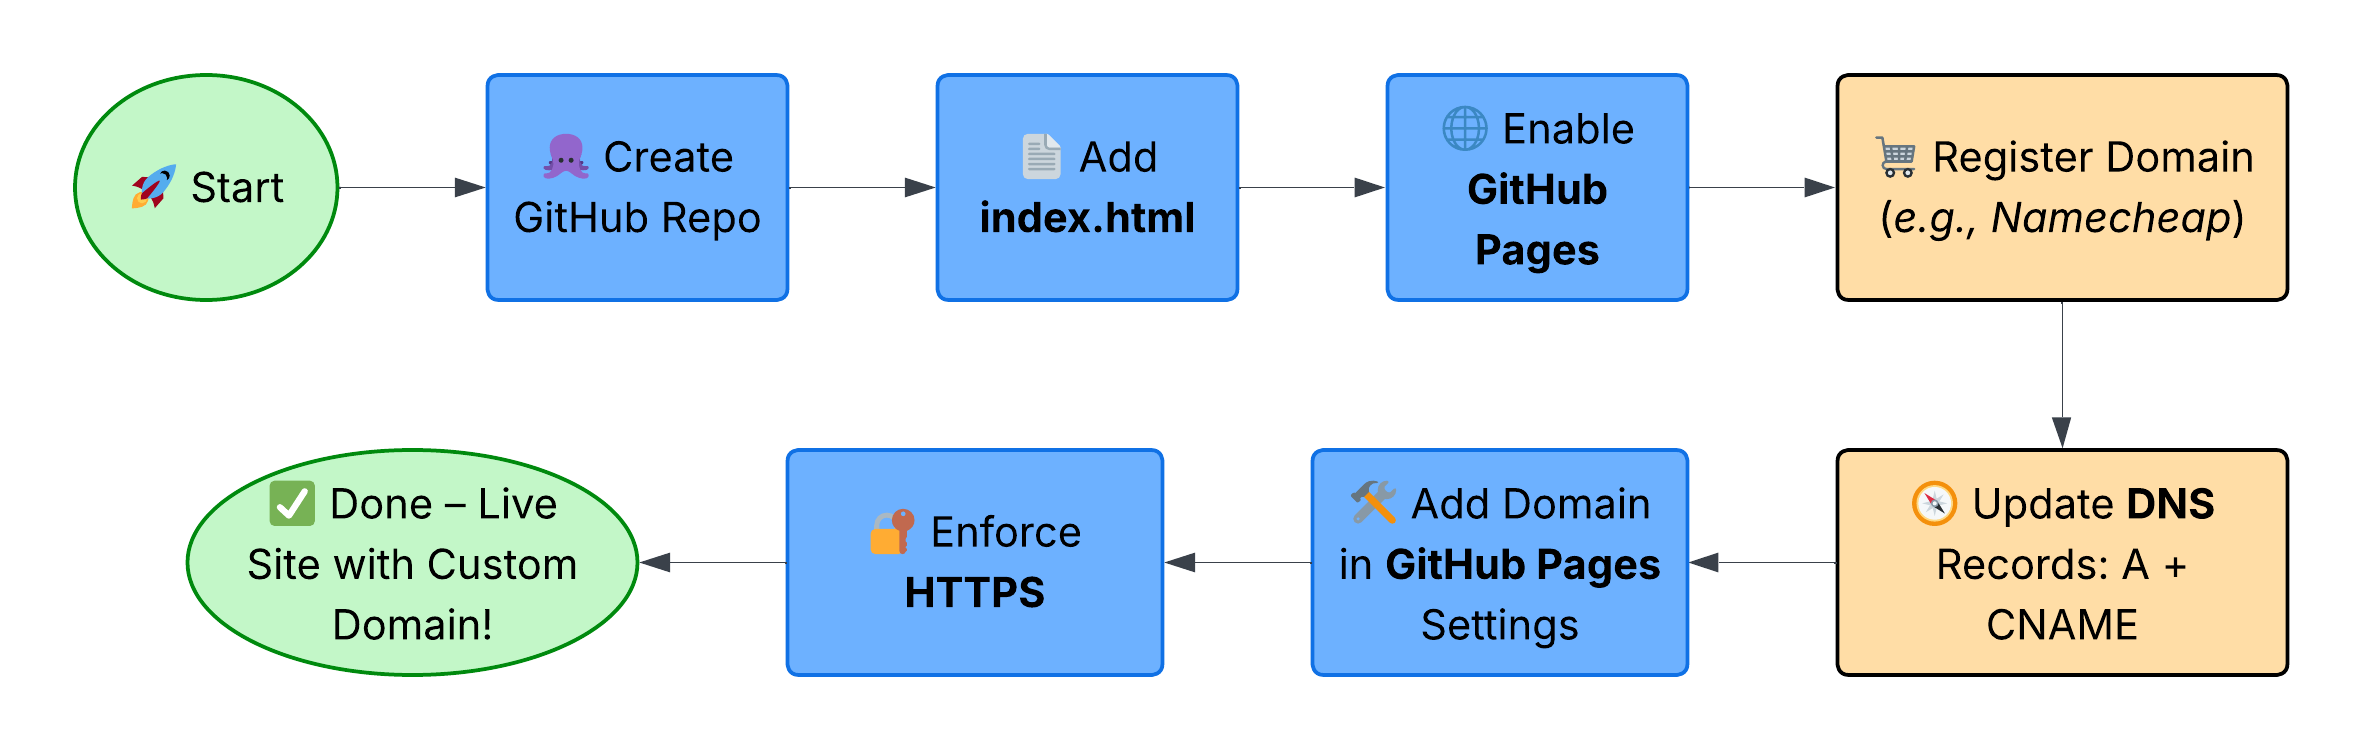 🚀 Start
🐙 Create
GitHub Repo
📄 Add
index.html
🌐 Enable
GitHub
Pages
🛒 Register Domain
(e.g., Namecheap)
🧭 Update DNS
Records: A +
CNAME
🛠️ Add Domain
in GitHub Pages
Settings
🔐 Enforce
HTTPS
✅ Done – Live
Site with Custom
Domain!